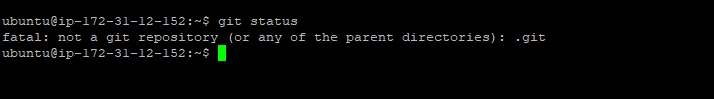 ubuntu@ip-172-31-12-152:~$ git status
fatal: not a git repository (or any of the parent directories): .git
ubuntu@ip-172-31-12-152:~$